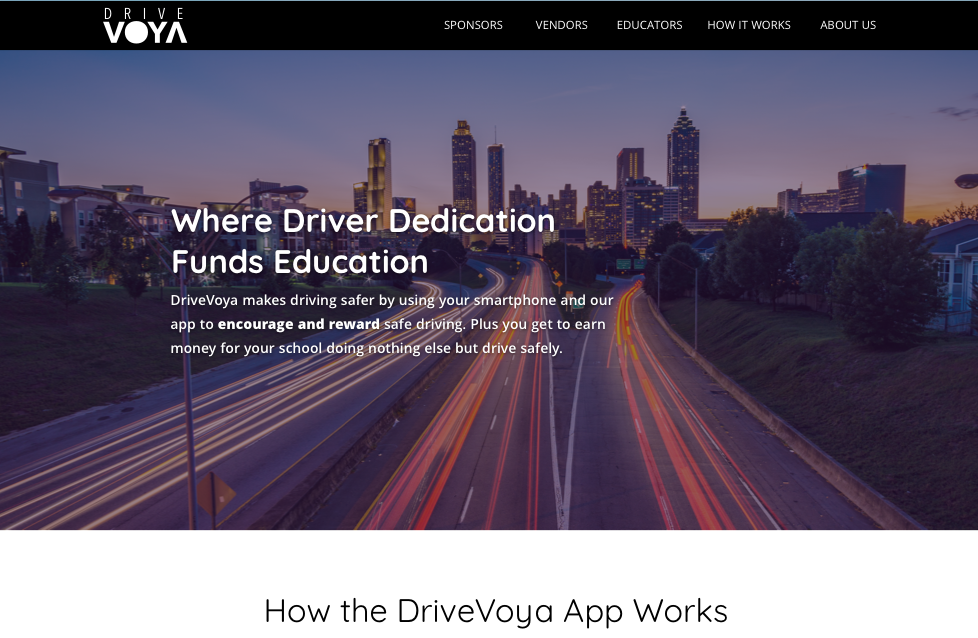 DRIVE
VOYA
SPONSORS VENDORS EDUCATORS HOW IT WORKS ABOUT US
Where Driver Dedication
Funds Education
DriveVoya makes driving safer by using your smartphone and our
app to encourage and reward safe driving. Plus you get to earn
money for your school doing nothing else but drive safely.
How the DriveVoya App Works